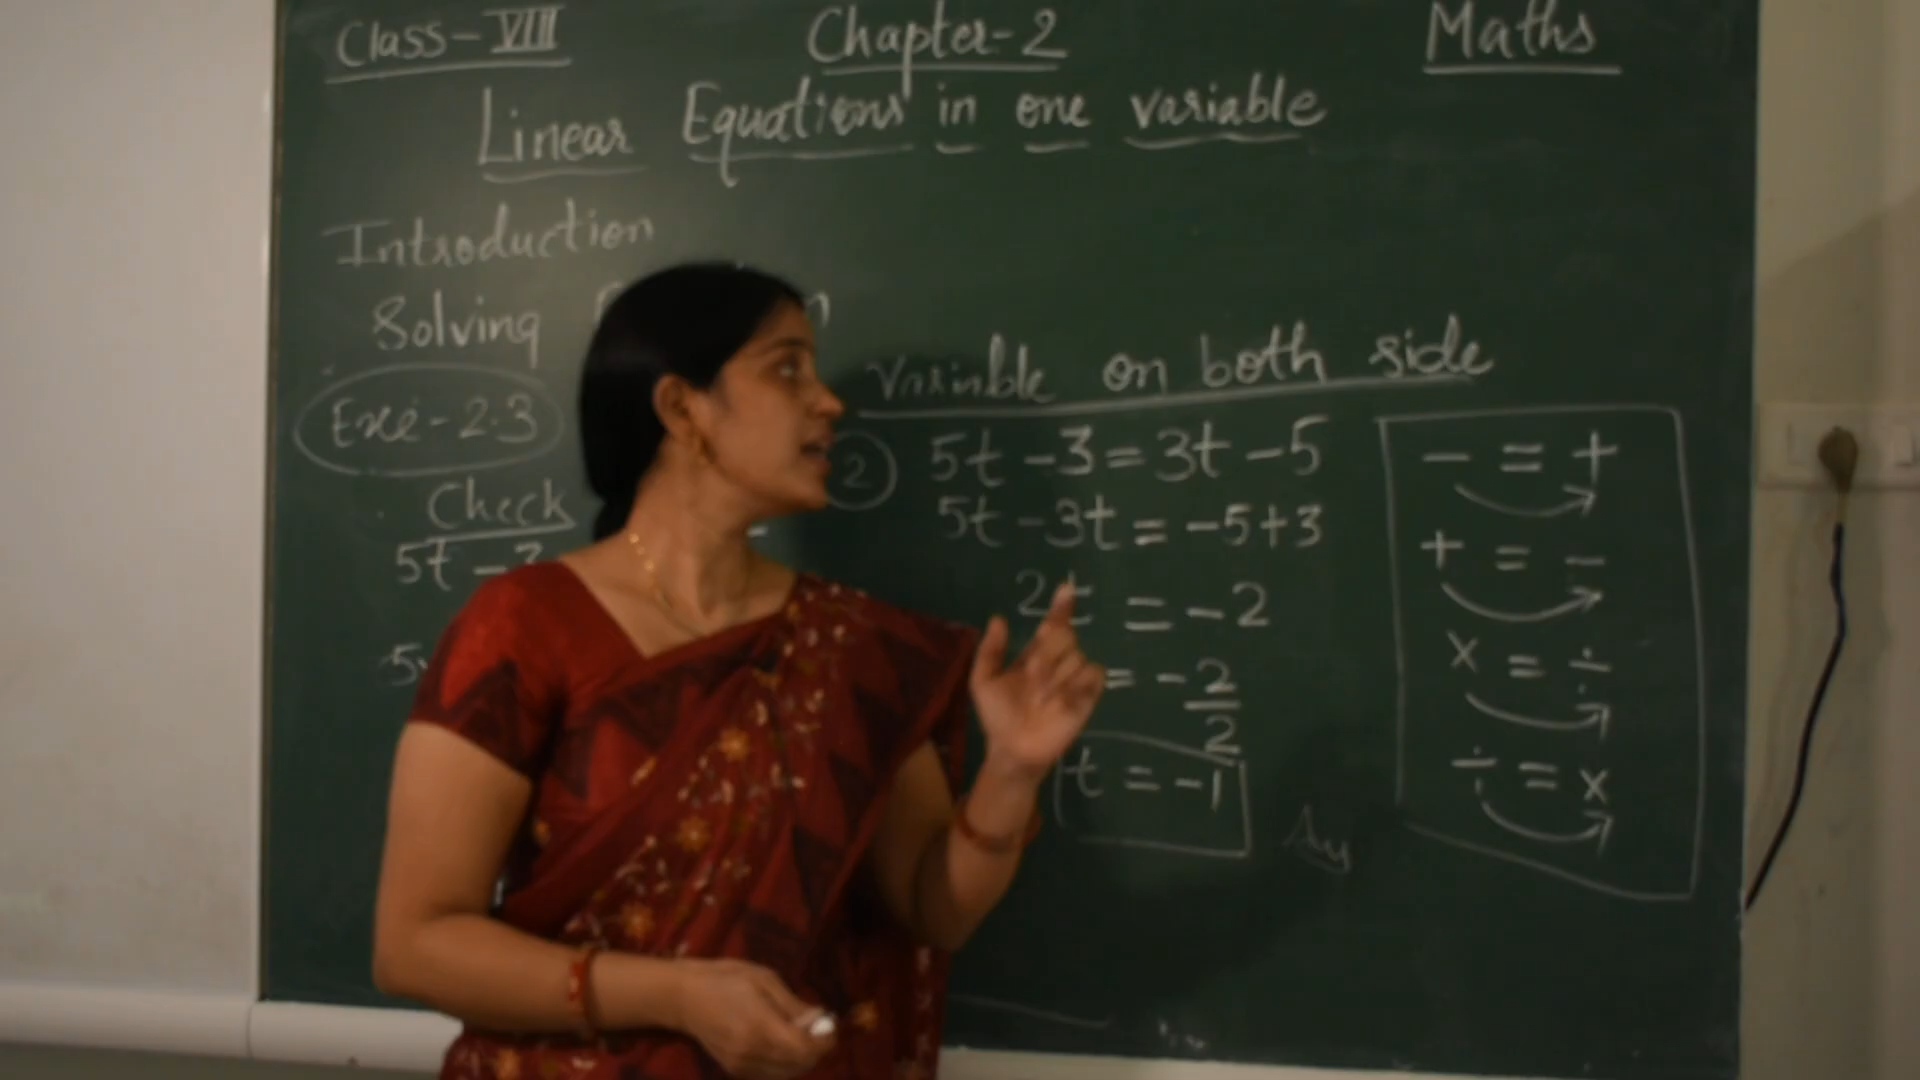 Class-VIII Chapter-2 Maths
Linear Equations in one variable
Introduction
Solving
Exe-2.3
Check
5t -
Variable on both side
2 5t -3 = 3t -5
5t -3t = -5+3
2t = -2
= -2/2
t = -1
- = +
+ = -
x = ÷
÷ = x